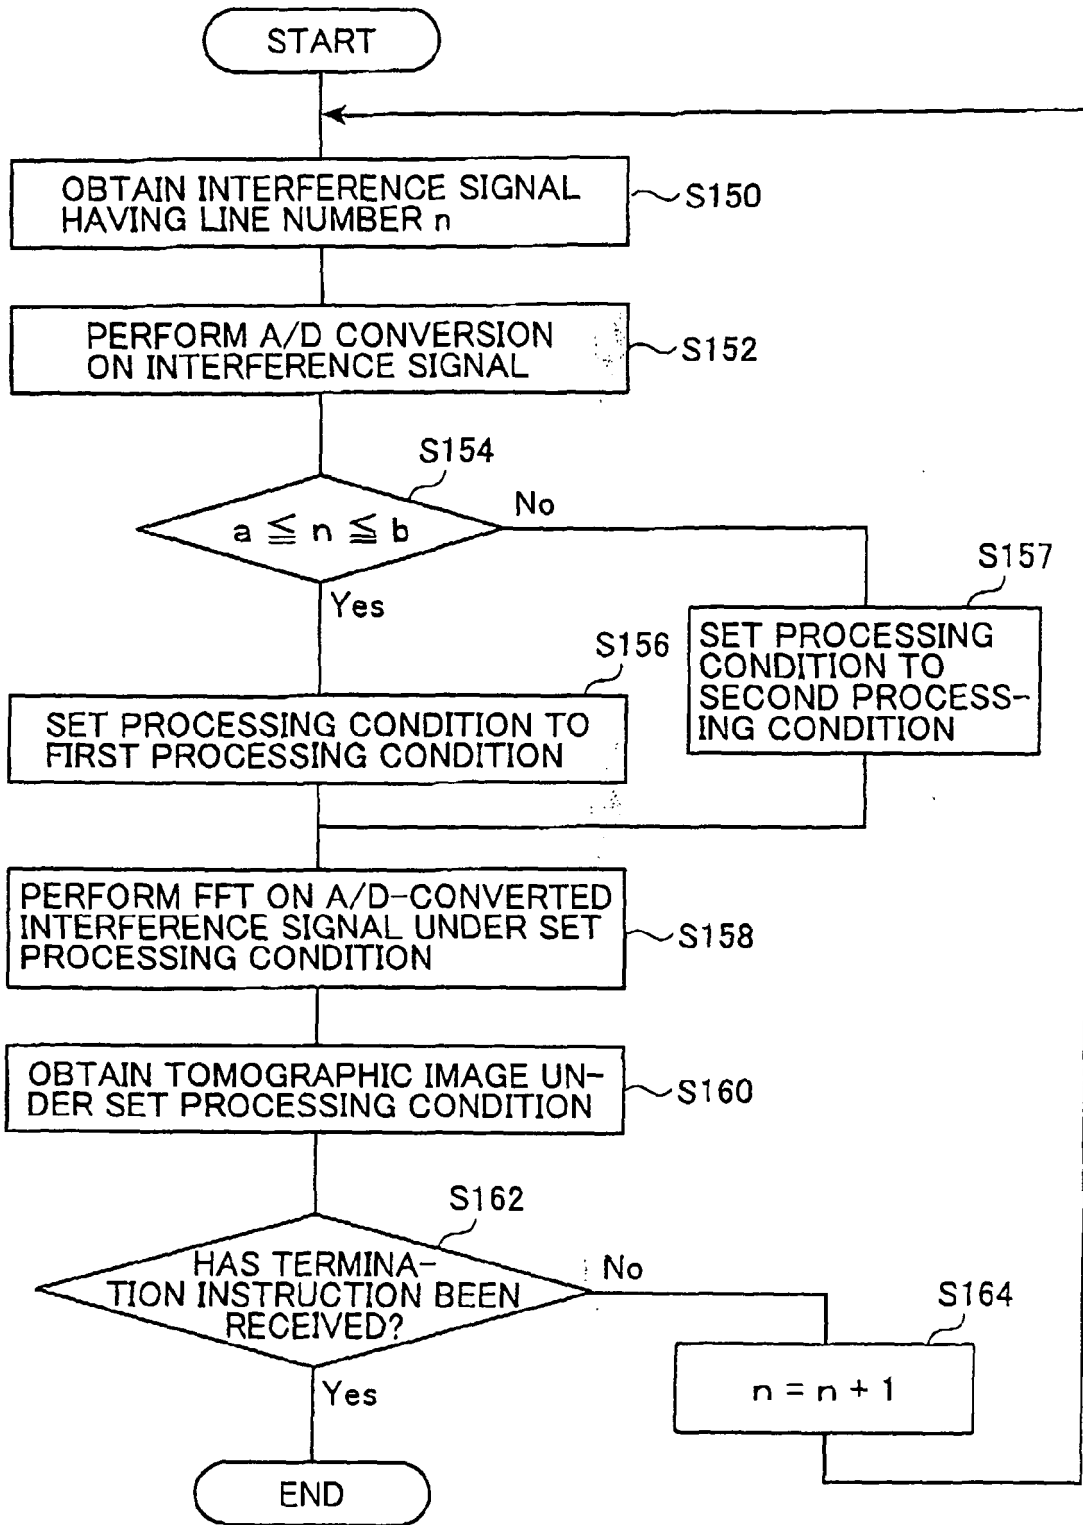 START
OBTAIN INTERFERENCE SIGNAL
HAVING LINE NUMBER n
S150
PERFORM A/D CONVERSION
ON INTERFERENCE SIGNAL
S152
S154
a ≦ n ≦ b
No
Yes
S157
SET PROCESSING
CONDITION TO
SECOND PROCESS-
ING CONDITION
S156
SET PROCESSING CONDITION TO
FIRST PROCESSING CONDITION
PERFORM FFT ON A/D-CONVERTED
INTERFERENCE SIGNAL UNDER SET
PROCESSING CONDITION
S158
OBTAIN TOMOGRAPHIC IMAGE UN-
DER SET PROCESSING CONDITION
S160
S162
HAS TERMINA-
TION INSTRUCTION BEEN
RECEIVED?
No
Yes
S164
n = n + 1
END